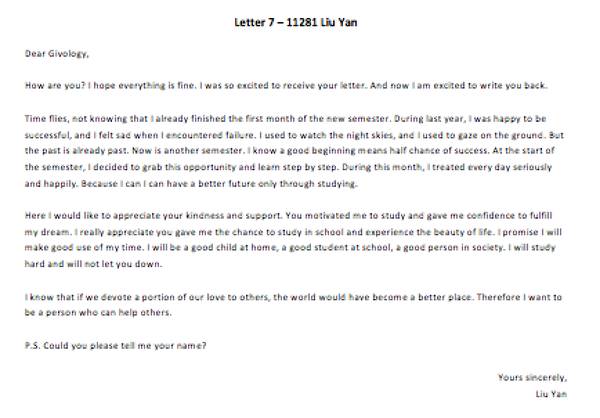 Letter 7 – 11281 Liu Yan
Dear Givology,
How are you? I hope everything is fine. I was so excited to receive your letter. And now I am excited to write you back.
Time flies, not knowing that I already finished the first month of the new semester. During last year, I was happy to be
successful, and I felt sad when I encountered failure. I used to watch the night skies, and I used to gaze on the ground. But
the past is already past. Now is another semester. I know a good beginning means half chance of success. At the start of
the semester, I decided to grab this opportunity and learn step by step. During this month, I treated every day seriously
and happily. Because I can I can have a better future only through studying.
Here I would like to appreciate your kindness and support. You motivated me to study and gave me confidence to fulfill
my dream. I really appreciate you gave me the chance to study in school and experience the beauty of life. I promise I will
make good use of my time. I will be a good child at home, a good student at school, a good person in society. I will study
hard and will not let you down.
I know that if we devote a portion of our love to others, the world would have become a better place. Therefore I want to
be a person who can help others.
P.S. Could you please tell me your name?
Yours sincerely,
Liu Yan